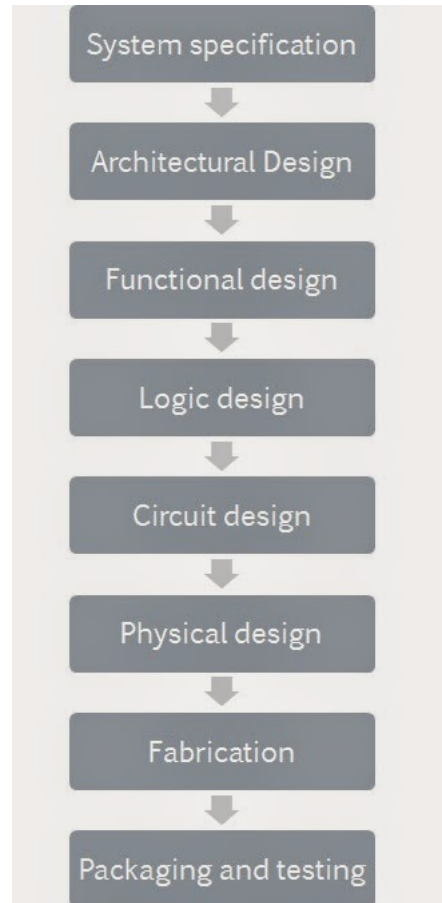 System specification
Architectural Design
Functional design
Logic design
Circuit design
Physical design
Fabrication
Packaging and testing